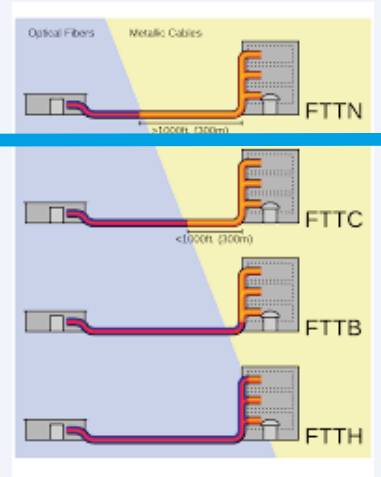 Optical Fibers Metallic Cables
FTTN
>1000ft. (300m)
FTTC
<1000ft. (300m)
FTTB
FTTH